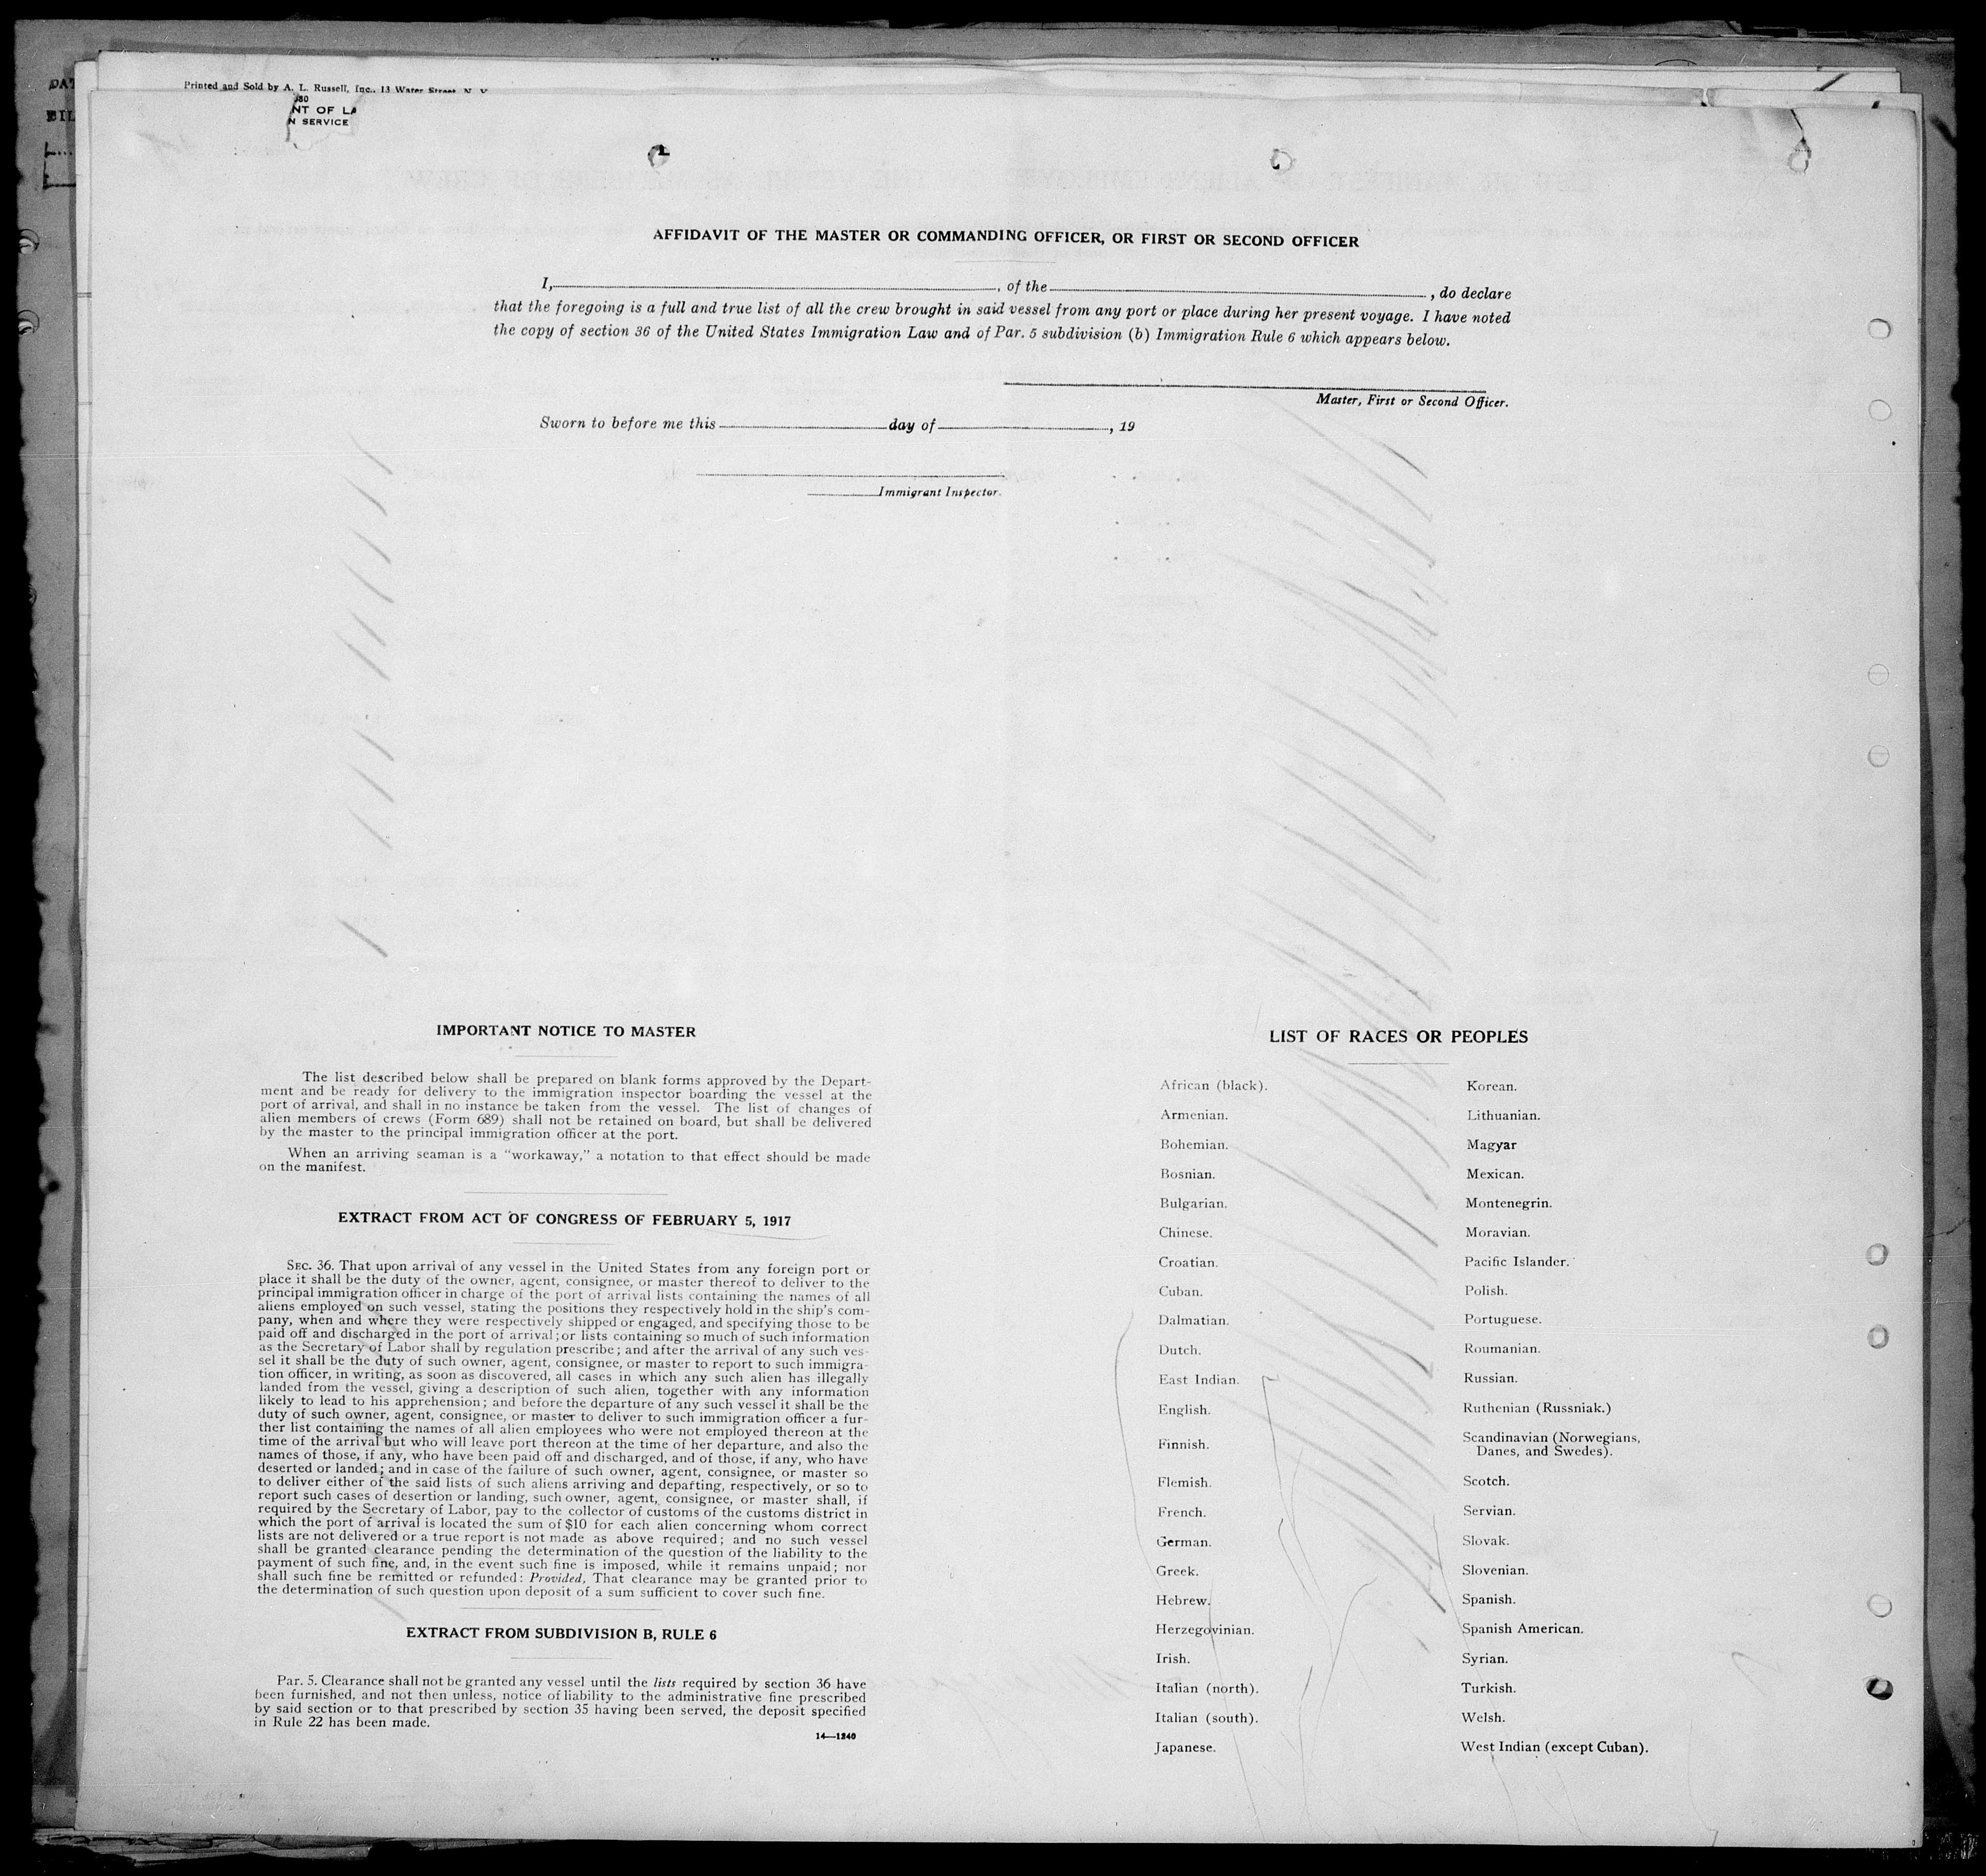 Printed and Sold by A. L. Russell, Inc., 13 Water Street, N. Y.
NT OF LA
N SERVICE
AFFIDAVIT OF THE MASTER OR COMMANDING OFFICER, OR FIRST OR SECOND OFFICER
I, , of the , do declare
that the foregoing is a full and true list of all the crew brought in said vessel from any port or place during her present voyage. I have noted
the copy of section 36 of the United States Immigration Law and of Par. 5 subdivision (b) Immigration Rule 6 which appears below.
Master, First or Second Officer.
Sworn to before me this day of , 19
Immigrant Inspector.
IMPORTANT NOTICE TO MASTER
The list described below shall be prepared on blank forms approved by the Depart-
ment and be ready for delivery to the immigration inspector boarding the vessel at the
port of arrival, and shall in no instance be taken from the vessel. The list of changes of
alien members of crews (Form 689) shall not be retained on board, but shall be delivered
by the master to the principal immigration officer at the port.
When an arriving seaman is a "workaway," a notation to that effect should be made
on the manifest.
EXTRACT FROM ACT OF CONGRESS OF FEBRUARY 5, 1917
SEC. 36. That upon arrival of any vessel in the United States from any foreign port or
place it shall be the duty of the owner, agent, consignee, or master thereof to deliver to the
principal immigration officer in charge of the port of arrival lists containing the names of all
aliens employed on such vessel, stating the positions they respectively hold in the ship's com-
pany, when and where they were respectively shipped or engaged, and specifying those to be
paid off and discharged in the port of arrival; or lists containing so much of such information
as the Secretary of Labor shall by regulation prescribe; and after the arrival of any such ves-
sel it shall be the duty of such owner, agent, consignee, or master to report to such immigra-
tion officer, in writing, as soon as discovered, all cases in which any such alien has illegally
landed from the vessel, giving a description of such alien, together with any information
likely to lead to his apprehension; and before the departure of any such vessel it shall be the
duty of such owner, agent, consignee, or master to deliver to such immigration officer a fur-
ther list containing the names of all alien employees who were not employed thereon at the
time of the arrival but who will leave port thereon at the time of her departure, and also the
names of those, if any, who have been paid off and discharged, and of those, if any, who have
deserted or landed; and in case of the failure of such owner, agent, consignee, or master so
to deliver either of the said lists of such aliens arriving and departing, respectively, or so to
report such cases of desertion or landing, such owner, agent, consignee, or master shall, if
required by the Secretary of Labor, pay to the collector of customs of the customs district in
which the port of arrival is located the sum of $10 for each alien concerning whom correct
lists are not delivered or a true report is not made as above required; and no such vessel
shall be granted clearance pending the determination of the question of the liability to the
payment of such fine, and, in the event such fine is imposed, while it remains unpaid; nor
shall such fine be remitted or refunded: Provided, That clearance may be granted prior to
the determination of such question upon deposit of a sum sufficient to cover such fine.
EXTRACT FROM SUBDIVISION B, RULE 6
Par. 5. Clearance shall not be granted any vessel until the lists required by section 36 have
been furnished, and not then unless, notice of liability to the administrative fine prescribed
by said section or to that prescribed by section 35 having been served, the deposit specified
in Rule 22 has been made.
14—1240
LIST OF RACES OR PEOPLES
African (black).
Armenian.
Bohemian.
Bosnian.
Bulgarian.
Chinese.
Croatian.
Cuban.
Dalmatian.
Dutch.
East Indian.
English.
Finnish.
Flemish.
French.
German.
Greek.
Hebrew.
Herzegovinian.
Irish.
Italian (north).
Italian (south).
Japanese.
Korean.
Lithuanian.
Magyar
Mexican.
Montenegrin.
Moravian.
Pacific Islander.
Polish.
Portuguese.
Roumanian.
Russian.
Ruthenian (Russniak.)
Scandinavian (Norwegians,
Danes, and Swedes).
Scotch.
Servian.
Slovak.
Slovenian.
Spanish.
Spanish American.
Syrian.
Turkish.
Welsh.
West Indian (except Cuban).